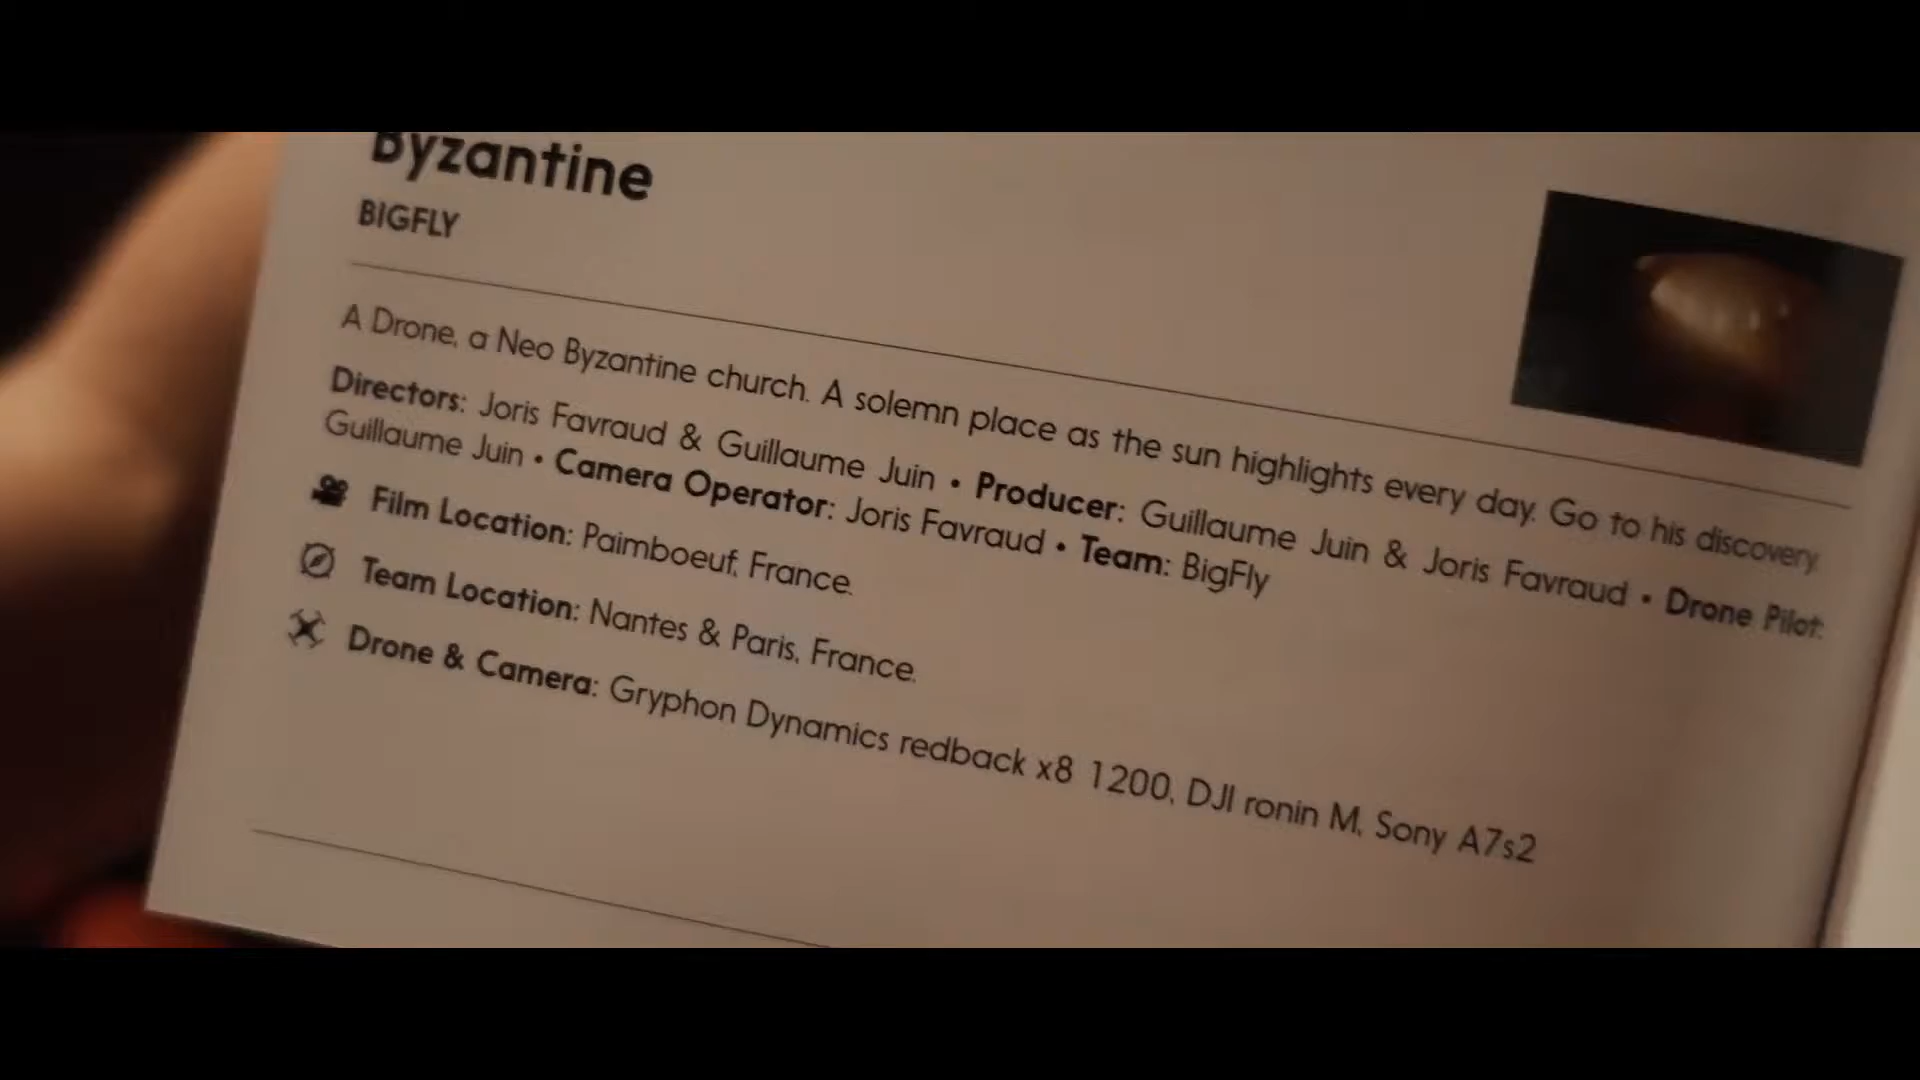 Byzantine
BIGFLY
A Drone, a Neo Byzantine church. A solemn place as the sun highlights every day. Go to his discovery.
Directors: Joris Favraud & Guillaume Juin • Producer: Guillaume Juin & Joris Favraud • Drone Pilot:
Guillaume Juin • Camera Operator: Joris Favraud • Team: BigFly
Film Location: Paimboeuf, France.
Team Location: Nantes & Paris, France.
Drone & Camera: Gryphon Dynamics redback x8 1200, DJI ronin M, Sony A7s2